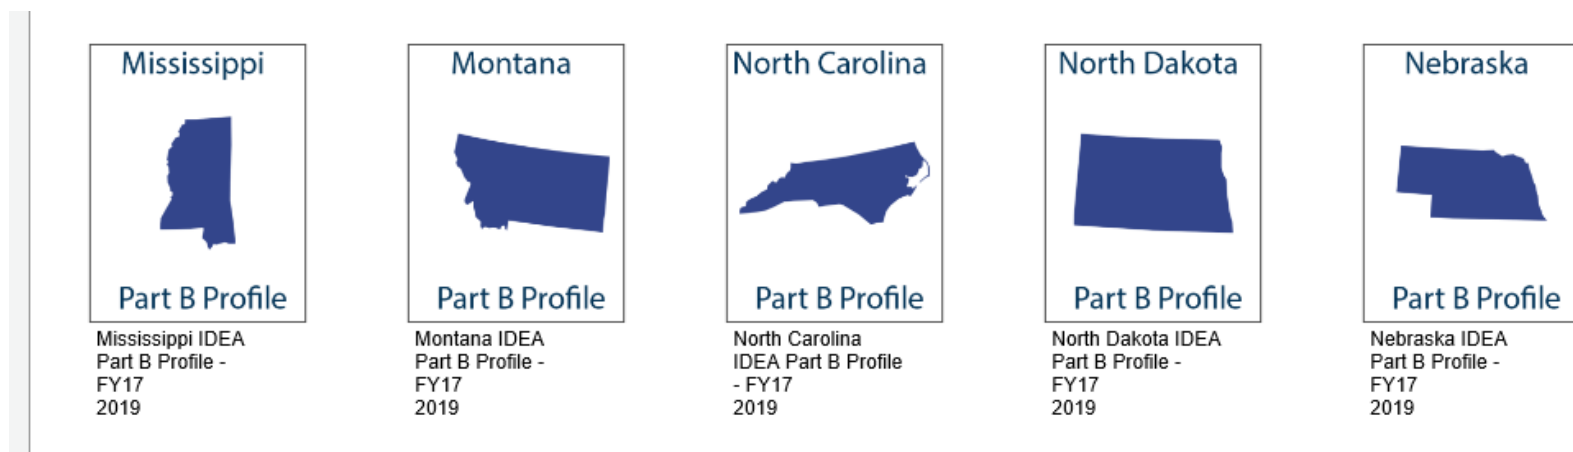 Mississippi
Part B Profile
Mississippi IDEA
Part B Profile -
FY17
2019
Montana
Part B Profile
Montana IDEA
Part B Profile -
FY17
2019
North Carolina
Part B Profile
North Carolina
IDEA Part B Profile
- FY17
2019
North Dakota
Part B Profile
North Dakota IDEA
Part B Profile -
FY17
2019
Nebraska
Part B Profile
Nebraska IDEA
Part B Profile -
FY17
2019